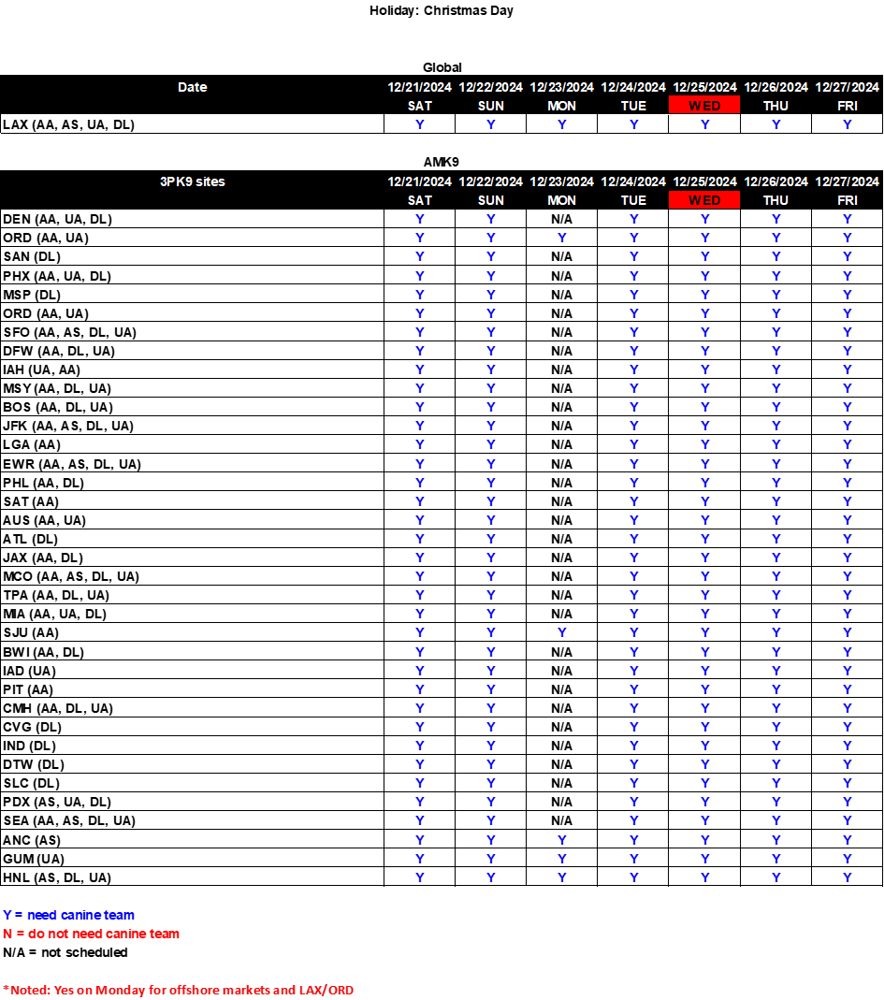 Holiday: Christmas Day
Global
Date 12/21/2024 12/22/2024 12/23/2024 12/24/2024 12/25/2024 12/26/2024 12/27/2024
SAT SUN MON TUE WED THU FRI
LAX (AA, AS, UA, DL) Y Y Y Y Y Y Y
AMK9
3PK9 sites 12/21/2024 12/22/2024 12/23/2024 12/24/2024 12/25/2024 12/26/2024 12/27/2024
SAT SUN MON TUE WED THU FRI
DEN (AA, UA, DL) Y Y N/A Y Y Y Y
ORD (AA, UA) Y Y Y Y Y Y Y
SAN (DL) Y Y N/A Y Y Y Y
PHX (AA, UA, DL) Y Y N/A Y Y Y Y
MSP (DL) Y Y N/A Y Y Y Y
ORD (AA, UA) Y Y N/A Y Y Y Y
SFO (AA, AS, DL, UA) Y Y N/A Y Y Y Y
DFW (AA, DL, UA) Y Y N/A Y Y Y Y
IAH (UA, AA) Y Y N/A Y Y Y Y
MSY (AA, DL, UA) Y Y N/A Y Y Y Y
BOS (AA, DL, UA) Y Y N/A Y Y Y Y
JFK (AA, AS, DL, UA) Y Y N/A Y Y Y Y
LGA (AA) Y Y N/A Y Y Y Y
EWR (AA, AS, DL, UA) Y Y N/A Y Y Y Y
PHL (AA, DL) Y Y N/A Y Y Y Y
SAT (AA) Y Y N/A Y Y Y Y
AUS (AA, UA) Y Y N/A Y Y Y Y
ATL (DL) Y Y N/A Y Y Y Y
JAX (AA, DL) Y Y N/A Y Y Y Y
MCO (AA, AS, DL, UA) Y Y N/A Y Y Y Y
TPA (AA, DL, UA) Y Y N/A Y Y Y Y
MIA (AA, UA, DL) Y Y N/A Y Y Y Y
SJU (AA) Y Y Y Y Y Y Y
BWI (AA, DL) Y Y N/A Y Y Y Y
IAD (UA) Y Y N/A Y Y Y Y
PIT (AA) Y Y N/A Y Y Y Y
CMH (AA, DL, UA) Y Y N/A Y Y Y Y
CVG (DL) Y Y N/A Y Y Y Y
IND (DL) Y Y N/A Y Y Y Y
DTW (DL) Y Y N/A Y Y Y Y
SLC (DL) Y Y N/A Y Y Y Y
PDX (AS, UA, DL) Y Y N/A Y Y Y Y
SEA (AA, AS, DL, UA) Y Y N/A Y Y Y Y
ANC (AS) Y Y Y Y Y Y Y
GUM (UA) Y Y Y Y Y Y Y
HNL (AS, DL, UA) Y Y Y Y Y Y Y
Y = need canine team
N = do not need canine team
N/A = not scheduled
*Noted: Yes on Monday for offshore markets and LAX/ORD